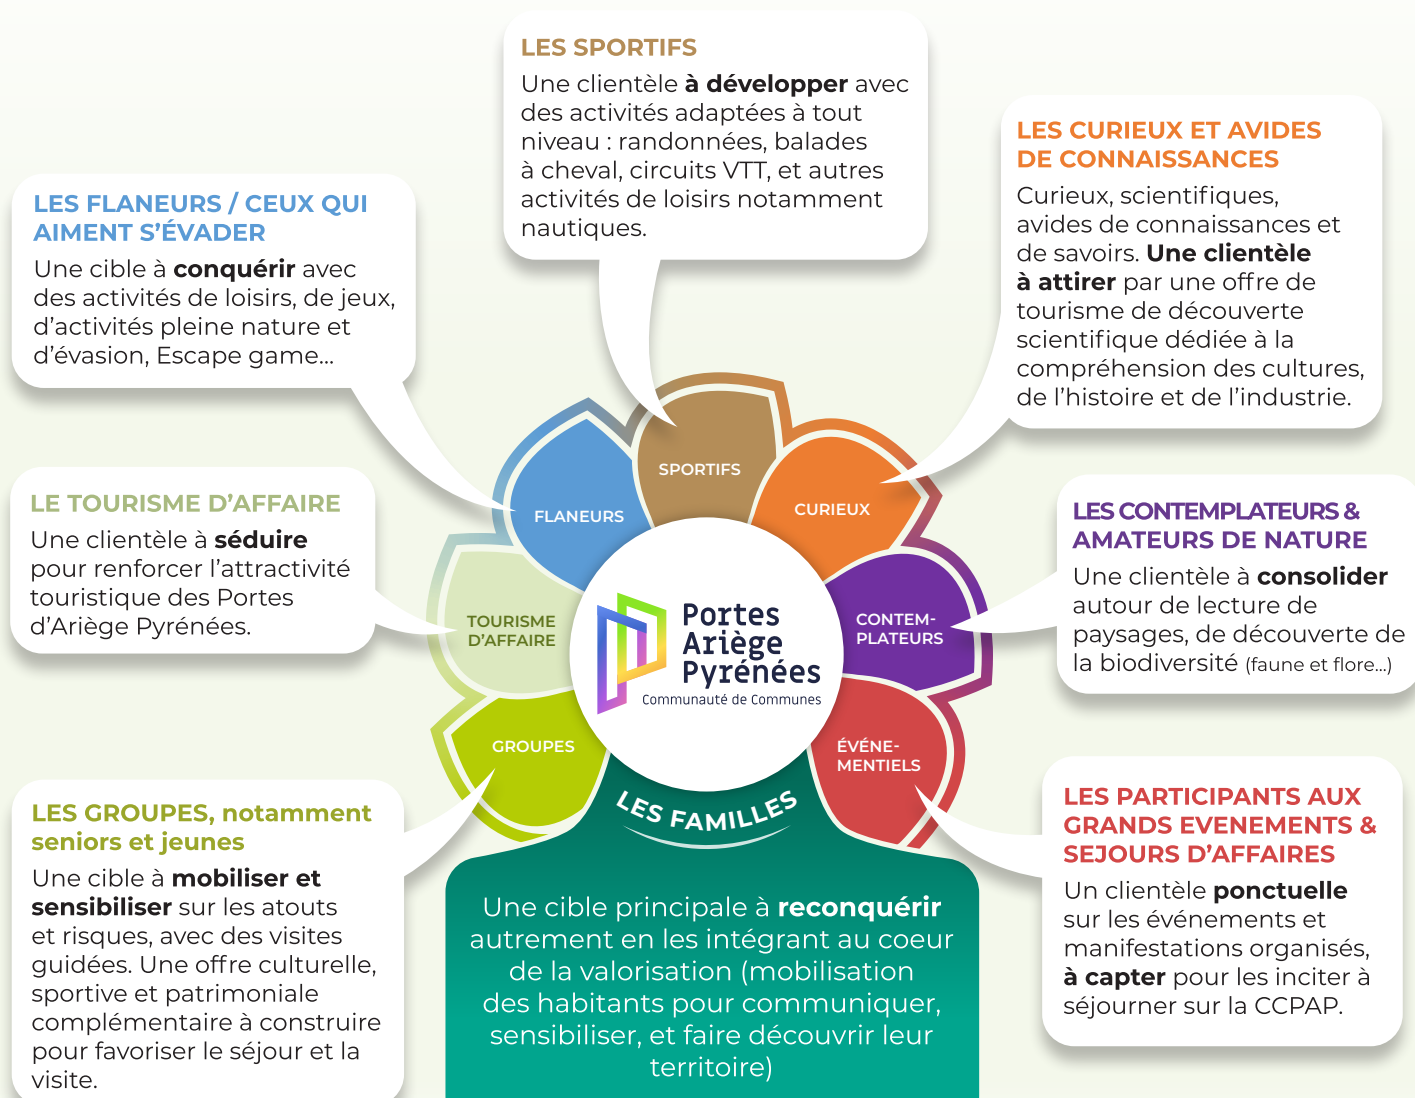 LES SPORTIFS
Une clientèle à développer avec
des activités adaptées à tout
niveau : randonnées, balades
à cheval, circuits VTT, et autres
activités de loisirs notamment
nautiques.
LES CURIEUX ET AVIDES
DE CONNAISSANCES
Curieux, scientifiques,
avides de connaissances et
de savoirs. Une clientèle
à attirer par une offre de
tourisme de découverte
scientifique dédiée à la
compréhension des cultures,
de l’histoire et de l’industrie.
LES FLANEURS / CEUX QUI
AIMENT S’ÉVADER
Une cible à conquérir avec
des activités de loisirs, de jeux,
d’activités pleine nature et
d’évasion, Escape game...
LE TOURISME D’AFFAIRE
Une clientèle à séduire
pour renforcer l’attractivité
touristique des Portes
d’Ariège Pyrénées.
LES CONTEMPLATEURS &
AMATEURS DE NATURE
Une clientèle à consolider
autour de lecture de
paysages, de découverte de
la biodiversité (faune et flore...)
SPORTIFS
FLANEURS
CURIEUX
TOURISME
D’AFFAIRE
CONTEM-
PLATEURS
GROUPES
ÉVÉNE-
MENTIELS
Portes
Ariège
Pyrénées
Communauté de Communes
LES FAMILLES
Une cible principale à reconquérir
autrement en les intégrant au coeur
de la valorisation (mobilisation
des habitants pour communiquer,
sensibiliser, et faire découvrir leur
territoire)
LES GROUPES, notamment
seniors et jeunes
Une cible à mobiliser et
sensibiliser sur les atouts
et risques, avec des visites
guidées. Une offre culturelle,
sportive et patrimoniale
complémentaire à construire
pour favoriser le séjour et la
visite.
LES PARTICIPANTS AUX
GRANDS EVENEMENTS &
SEJOURS D’AFFAIRES
Un clientèle ponctuelle
sur les événements et
manifestations organisés,
à capter pour les inciter à
séjourner sur la CCPAP.